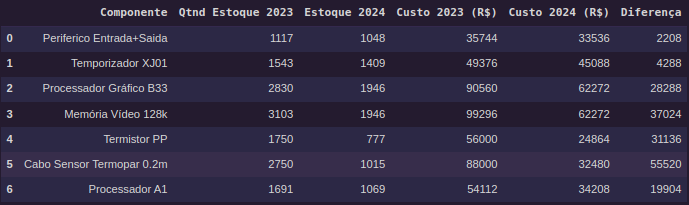 Componente Qtnd Estoque 2023 Estoque 2024 Custo 2023 (R$) Custo 2024 (R$) Diferença
0 Periferico Entrada+Saida 1117 1048 35744 33536 2208
1 Temporizador XJ01 1543 1409 49376 45088 4288
2 Processador Gráfico B33 2830 1946 90560 62272 28288
3 Memória Vídeo 128k 3103 1946 99296 62272 37024
4 Termistor PP 1750 777 56000 24864 31136
5 Cabo Sensor Termopar 0.2m 2750 1015 88000 32480 55520
6 Processador A1 1691 1069 54112 34208 19904